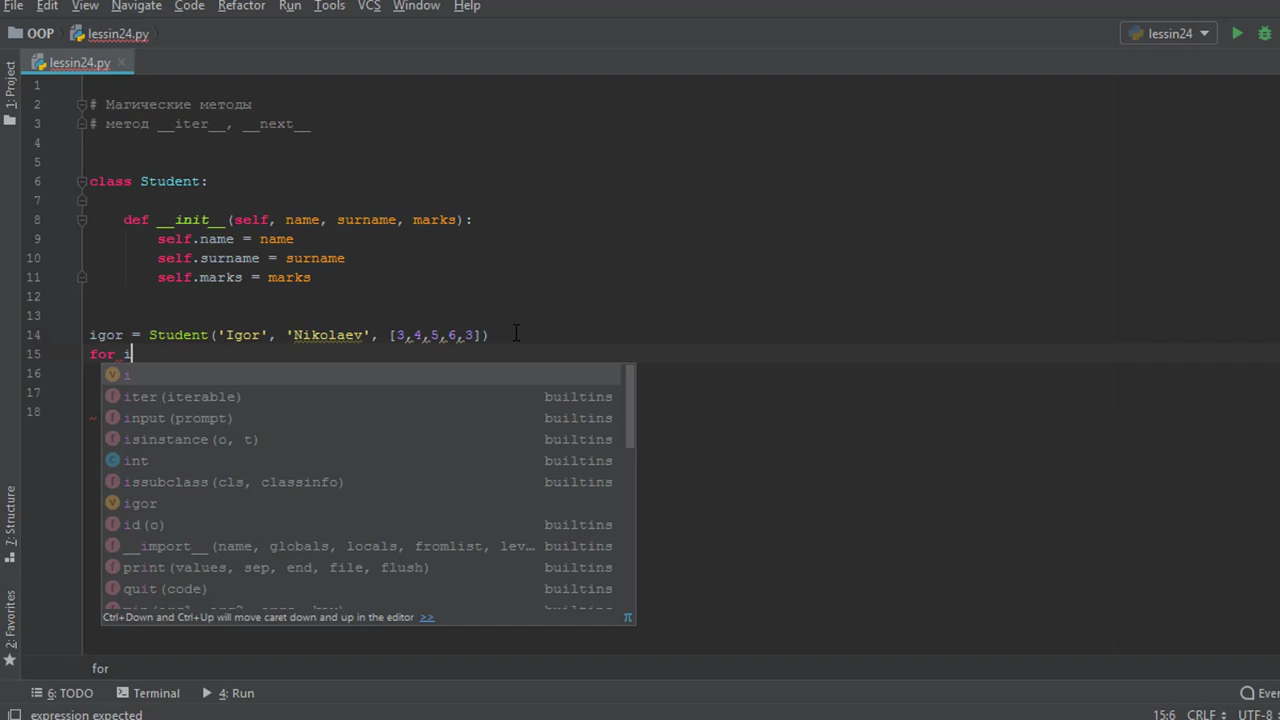 File Edit View Navigate Code Refactor Run Tools VCS Window Help
OOP lessin24.py lessin24
lessin24.py
1: Project
1
2 # Магические методы
3 # метод __iter__, __next__
4
5
6 class Student:
7
8 def __init__(self, name, surname, marks):
9 self.name = name
10 self.surname = surname
11 self.marks = marks
12
13
14 igor = Student('Igor', 'Nikolaev', [3,4,5,6,3])
15 for i
16
17
18
i
iter(iterable) builtins
input(prompt) builtins
isinstance(o, t) builtins
int builtins
issubclass(cls, classinfo) builtins
igor
id(o) builtins
__import__(name, globals, locals, fromlist, lev... builtins
print(values, sep, end, file, flush) builtins
quit(code) builtins
Ctrl+Down and Ctrl+Up will move caret down and up in the editor >> π
7: Structure
2: Favorites
for
6: TODO Terminal 4: Run
expression expected 15:6 CRLF UTF-8